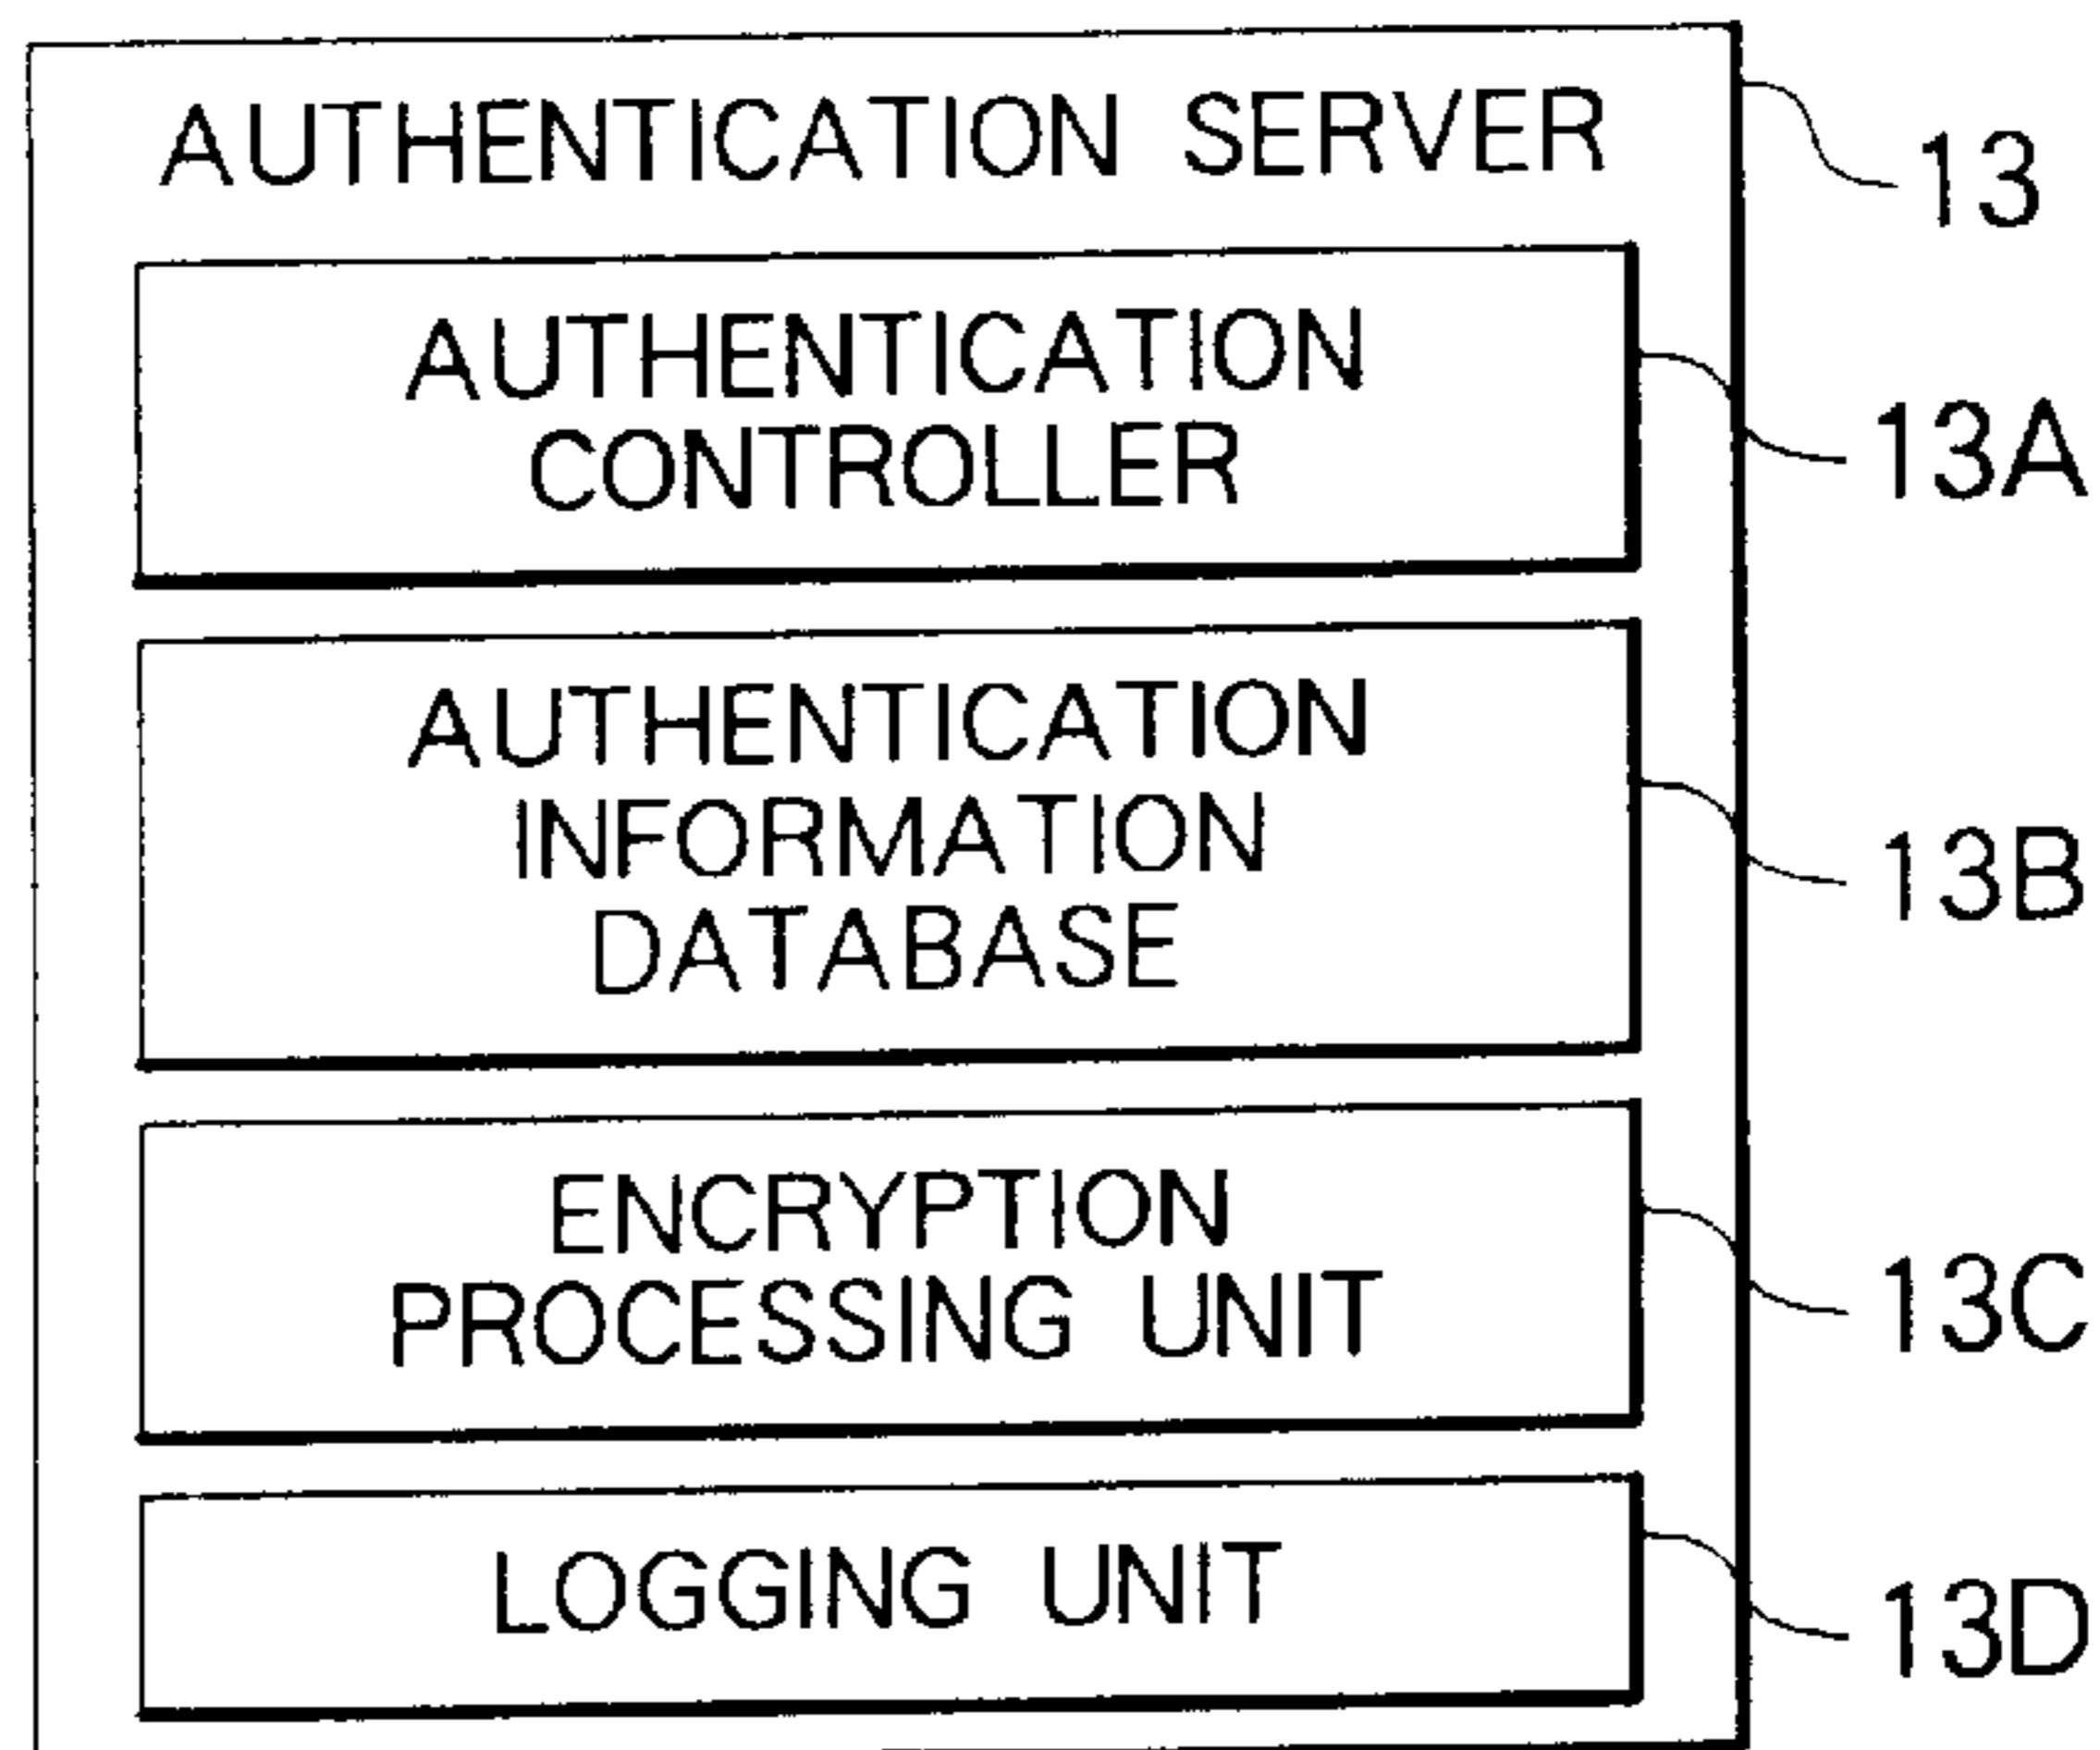 AUTHENTICATION SERVER
13
AUTHENTICATION
CONTROLLER
13A
AUTHENTICATION
INFORMATION
DATABASE
13B
ENCRYPTION
PROCESSING UNIT
13C
LOGGING UNIT
13D